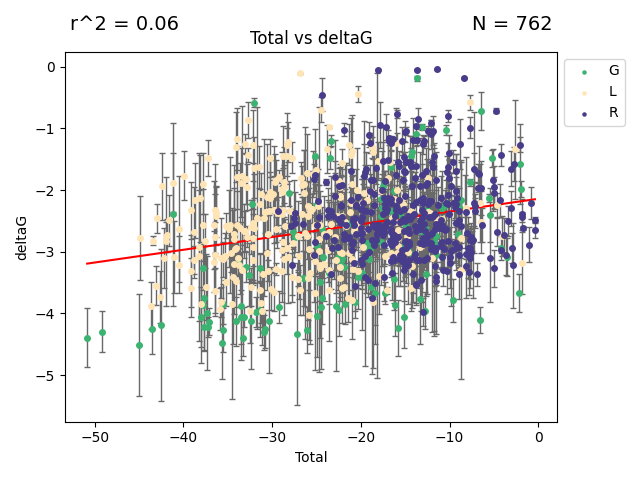 r^2 = 0.06
N = 762
Total vs deltaG
G
L
R
0
−1
−2
−3
−4
−5
deltaG
−50
−40
−30
−20
−10
0
Total